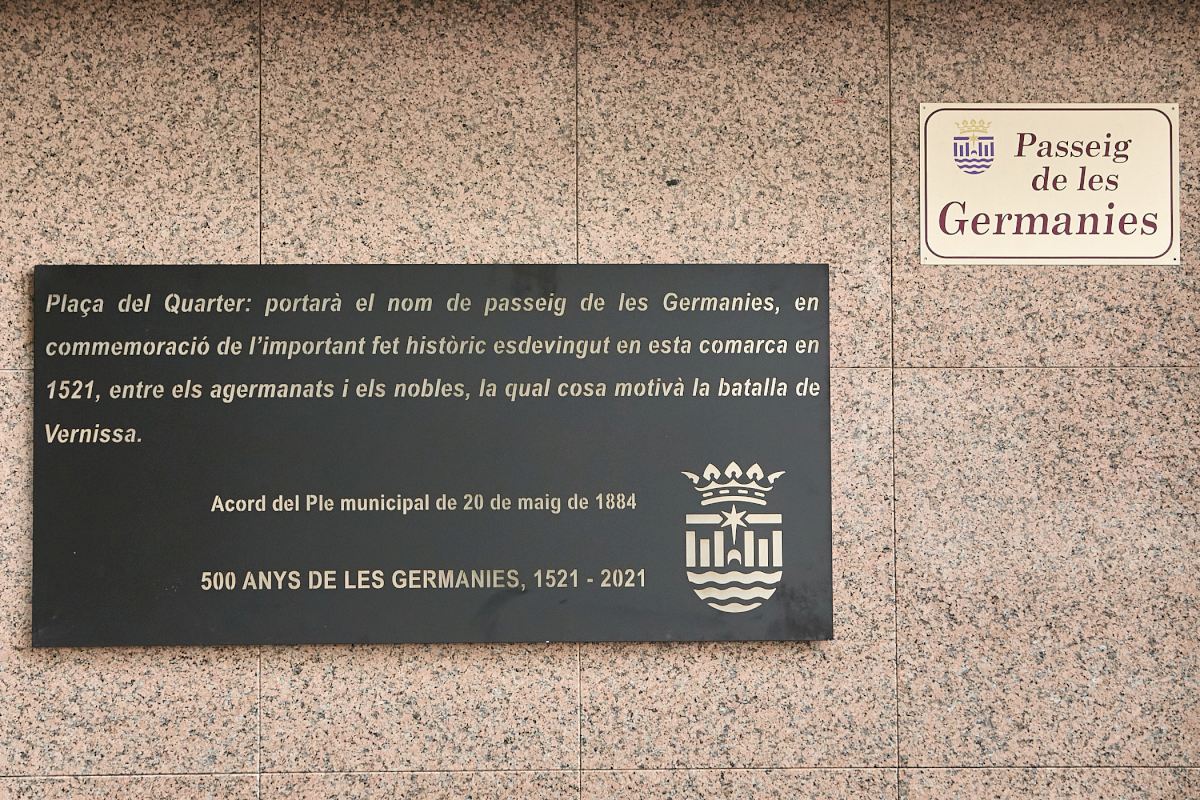 Plaça del Quarter: portarà el nom de passeig de les Germanies, en
commemoració de l'important fet històric esdevingut en esta comarca en
1521, entre els agermanats i els nobles, la qual cosa motivà la batalla de
Vernissa.
Acord del Ple municipal de 20 de maig de 1884
500 ANYS DE LES GERMANIES, 1521 - 2021
Passeig
de les
Germanies